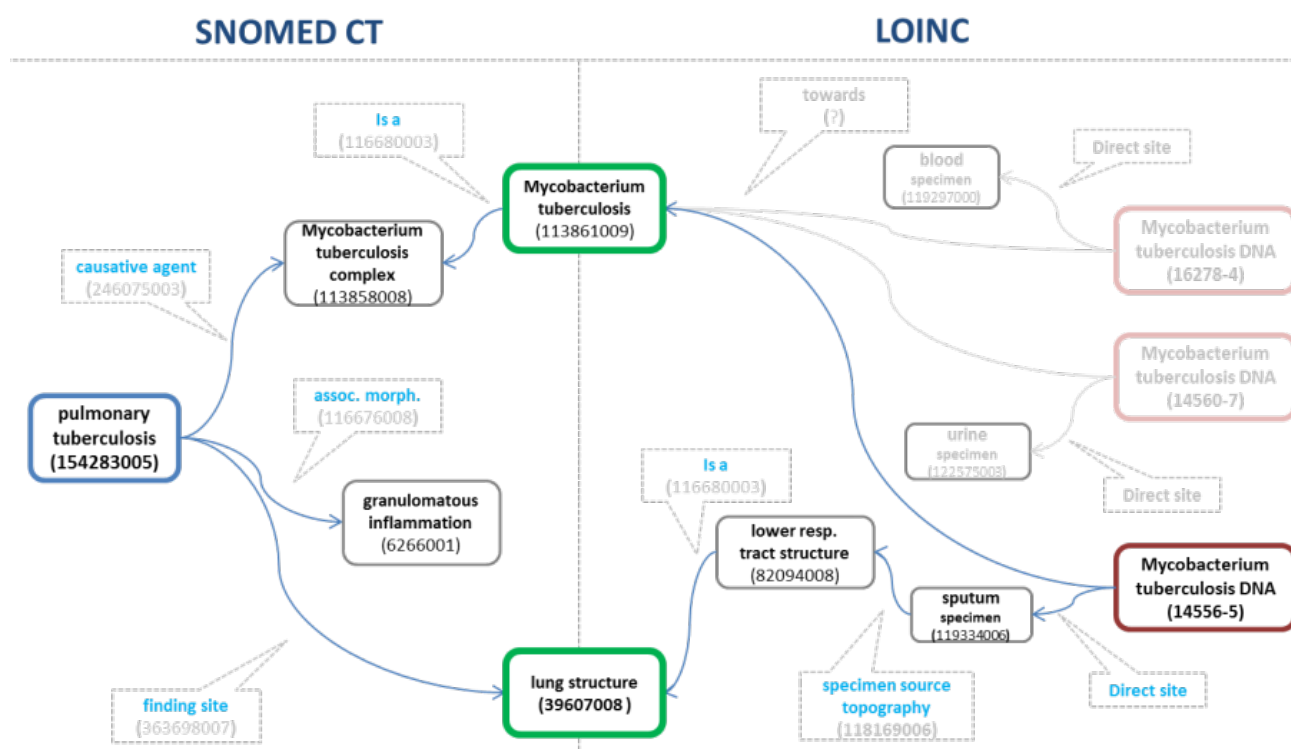 SNOMED CT
LOINC
Is a
(116680003)
towards
(?)
blood
specimen
(119297000)
Direct site
Mycobacterium
tuberculosis
(113861009)
Mycobacterium
tuberculosis DNA
(16278-4)
Mycobacterium
tuberculosis
complex
(113858008)
causative agent
(246075003)
Mycobacterium
tuberculosis DNA
(14560-7)
assoc. morph.
(116676008)
pulmonary
tuberculosis
(154283005)
urine
specimen
(122575003)
Direct site
Is a
(116680003)
granulomatous
inflammation
(6266001)
lower resp.
tract structure
(82094008)
Mycobacterium
tuberculosis DNA
(14556-5)
sputum
specimen
(119334006)
lung structure
(39607008)
finding site
(363698007)
specimen source
topography
(118169006)
Direct site